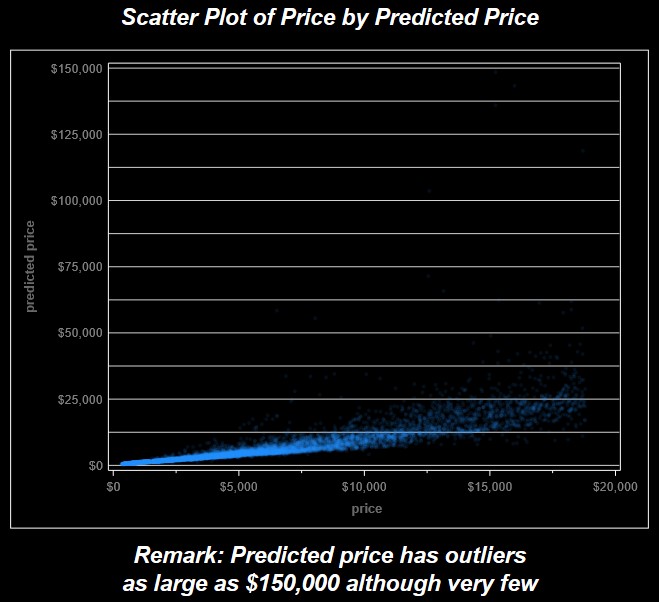 Scatter Plot of Price by Predicted Price
$150,000
$125,000
$100,000
$75,000
$50,000
$25,000
$0
predicted price
$0 $5,000 $10,000 $15,000 $20,000
price
Remark: Predicted price has outliers
as large as $150,000 although very few